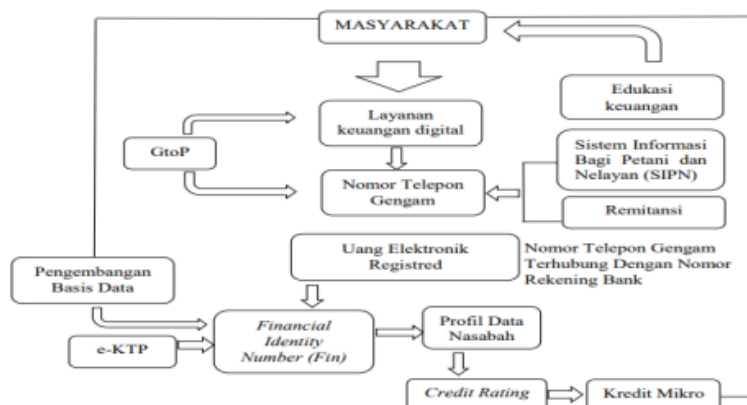 MASYARAKAT
Edukasi
keuangan
Layanan
keuangan digital
GtoP
Sistem Informasi
Bagi Petani dan
Nelayan (SIPN)
Nomor Telepon
Gengam
Remitansi
Uang Elektronik
Registred
Nomor Telepon Gengam
Terhubung Dengan Nomor
Rekening Bank
Pengembangan
Basis Data
Financial
Identity
Number (Fin)
Profil Data
Nasabah
e-KTP
Credit Rating
Kredit Mikro